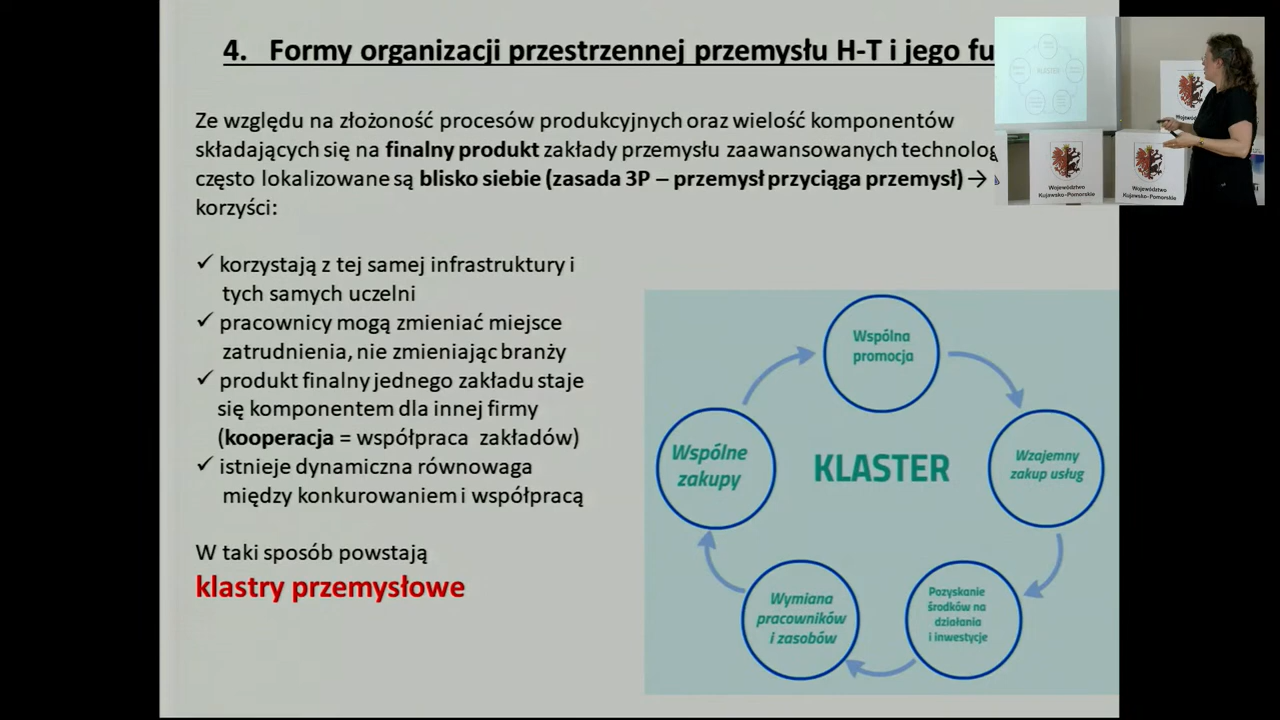 4. Formy organizacji przestrzennej przemysłu H-T i jego fu
Ze względu na złożoność procesów produkcyjnych oraz wielość komponentów
składających się na finalny produkt zakłady przemysłu zaawansowanych technolog
często lokalizowane są blisko siebie (zasada 3P – przemysł przyciąga przemysł) →
korzyści:
✓ korzystają z tej samej infrastruktury i
tych samych uczelni
✓ pracownicy mogą zmieniać miejsce
zatrudnienia, nie zmieniając branży
✓ produkt finalny jednego zakładu staje
się komponentem dla innej firmy
(kooperacja = współpraca zakładów)
✓ istnieje dynamiczna równowaga
między konkurowaniem i współpracą
W taki sposób powstają
klastry przemysłowe
Wspólna
promocja
Wspólne
zakupy
KLASTER
Wzajemny
zakup usług
Wymiana
pracowników
i zasobów
Pozyskanie
środków na
działania
i inwestycje
KLASTER
Województwo
Kujawsko-Pomorskie
Województwo
Kujawsko-Pomorskie